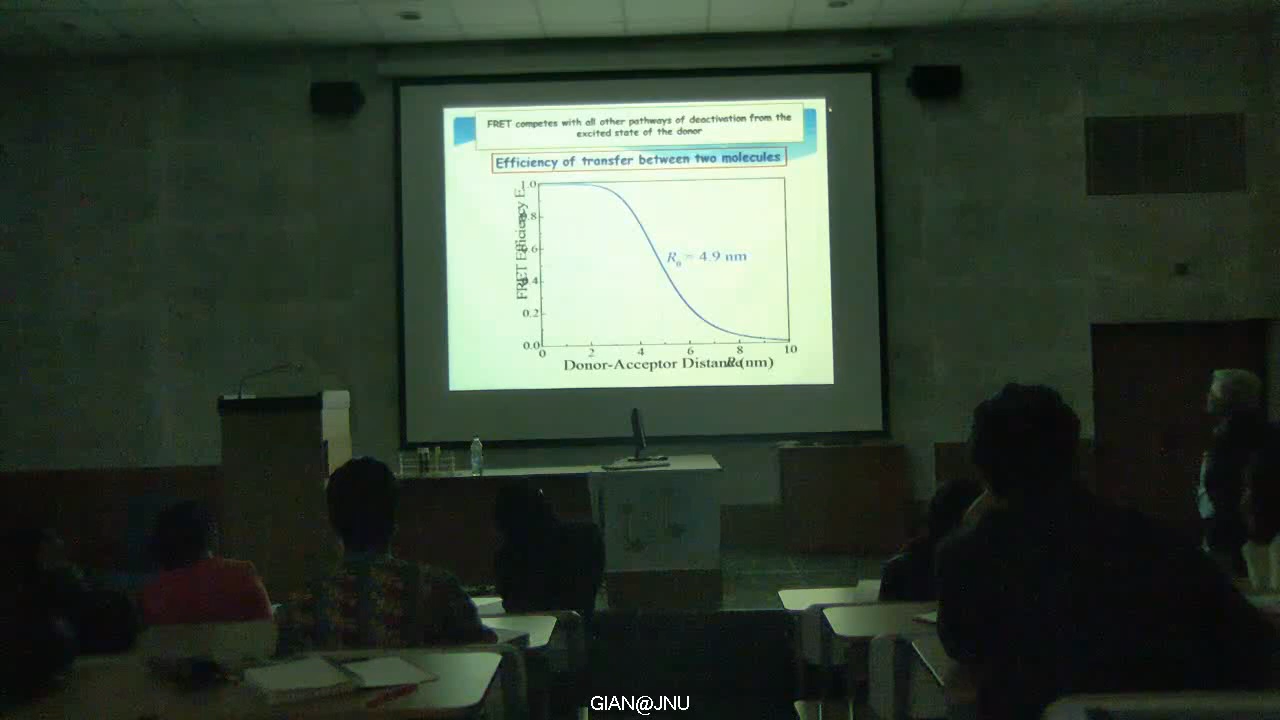 FRET competes with all other pathways of deactivation from the
excited state of the donor
Efficiency of transfer between two molecules
FRET Efficiency E
1.0
0.8
0.6
0.4
0.2
0.0
R0 = 4.9 nm
0 2 4 6 8 10
Donor-Acceptor Distance (nm)
GIAN@JNU